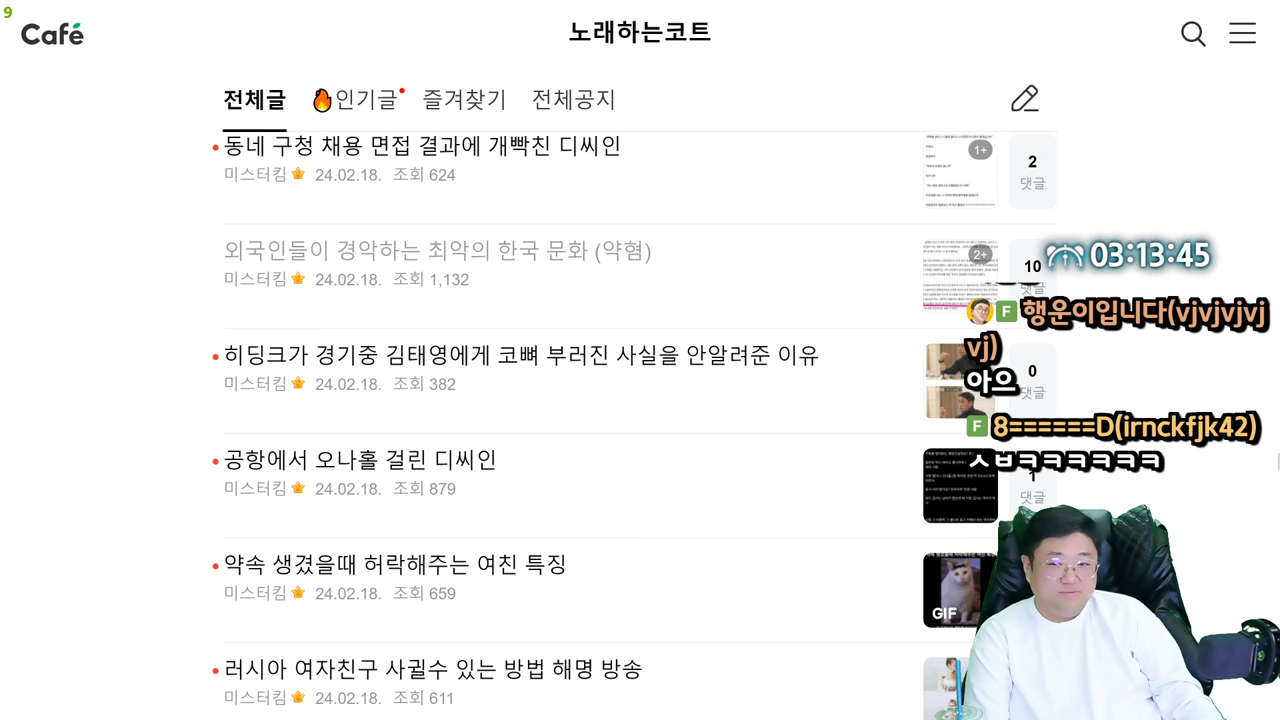 9
Café
노래하는코트
전체글 🔥인기글 즐겨찾기 전체공지
동네 구청 채용 면접 결과에 개빡친 디씨인
미스터킴 24.02.18. 조회 624
1+
2
댓글
외국인들이 경악하는 최악의 한국 문화 (약혐)
미스터킴 24.02.18. 조회 1,132
2+
10
댓글
03:13:45
F 행운이입니다(vjvjvjvj
vj)
아으
히딩크가 경기중 김태영에게 코뼈 부러진 사실을 안알려준 이유
미스터킴 24.02.18. 조회 382
0
댓글
F 8======D(irnckfjk42)
ㅅㅂㅋㅋㅋㅋㅋㅋ
공항에서 오나홀 걸린 디씨인
미스터킴 24.02.18. 조회 879
1
댓글
약속 생겼을때 허락해주는 여친 특징
미스터킴 24.02.18. 조회 659
GIF
러시아 여자친구 사귈수 있는 방법 해명 방송
미스터킴 24.02.18. 조회 611